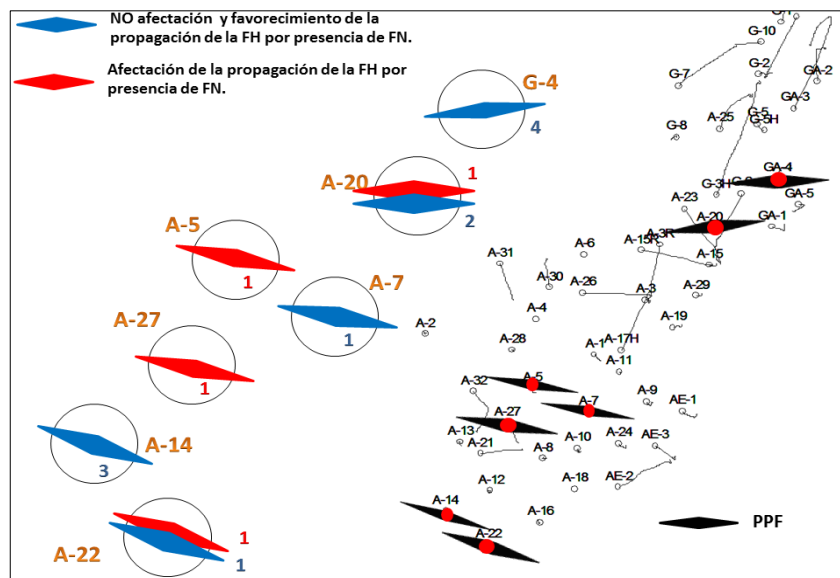 NO afectación y favorecimiento de la
propagación de la FH por presencia de FN.
Afectación de la propagación de la FH por
presencia de FN.
G-4
4
A-20
1
2
A-5
1
A-7
1
A-27
1
A-14
3
A-22
1
1
G-10
G-2
GA-2
G-7
GA-3
A-25
G-5
G-5H
G-8
GA-4
G-3H
A-23
GA-5
A-20
GA-1
A-3R
A-15R
A-15
A-31
A-6
A-30
A-26
A-3
A-29
A-4
A-19
A-2
A-28
A-1
A-17H
A-11
A-5
A-32
A-7
A-9
AE-1
A-27
A-13
A-21
A-8
A-10
A-24
AE-3
A-12
A-18
AE-2
A-14
A-16
A-22
PPF